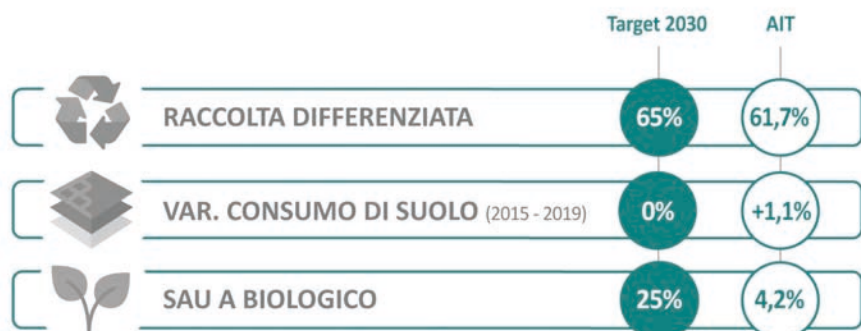 Target 2030 AIT
RACCOLTA DIFFERENZIATA 65% 61,7%
VAR. CONSUMO DI SUOLO (2015 - 2019) 0% +1,1%
SAU A BIOLOGICO 25% 4,2%